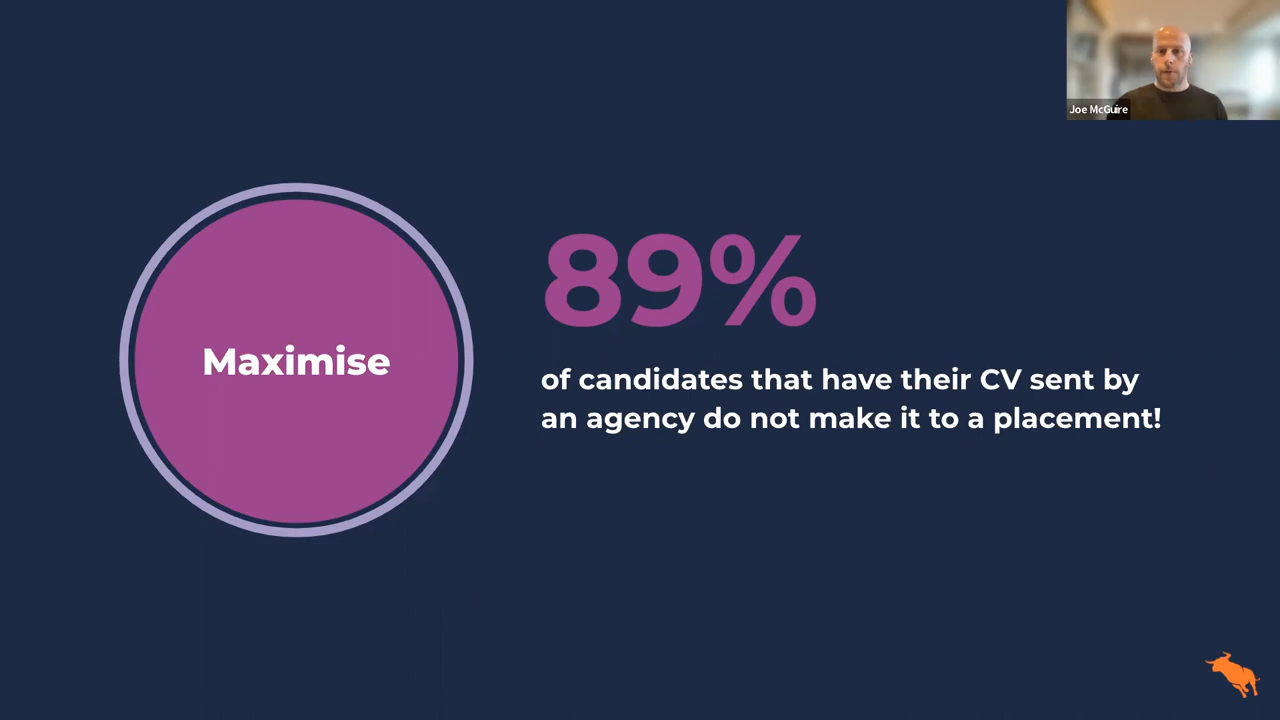 Joe McGuire
Maximise
89%
of candidates that have their CV sent by
an agency do not make it to a placement!